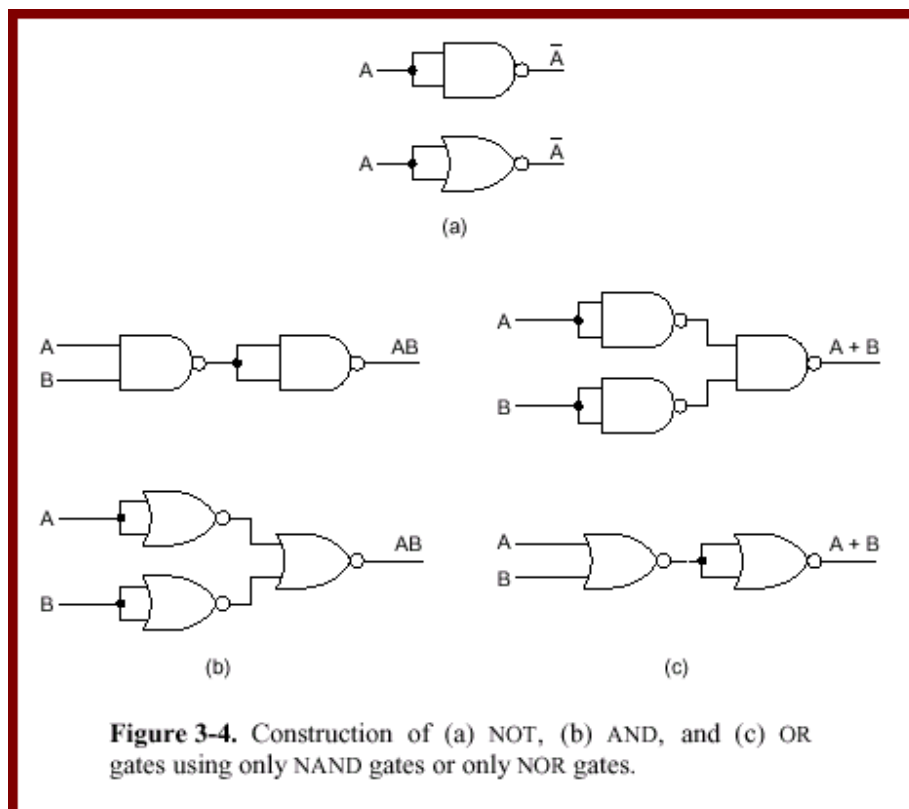 A A̅
A A̅
(a)
A B AB
A B A + B
A B AB
A B A + B
(b) (c)
Figure 3-4. Construction of (a) NOT, (b) AND, and (c) OR
gates using only NAND gates or only NOR gates.